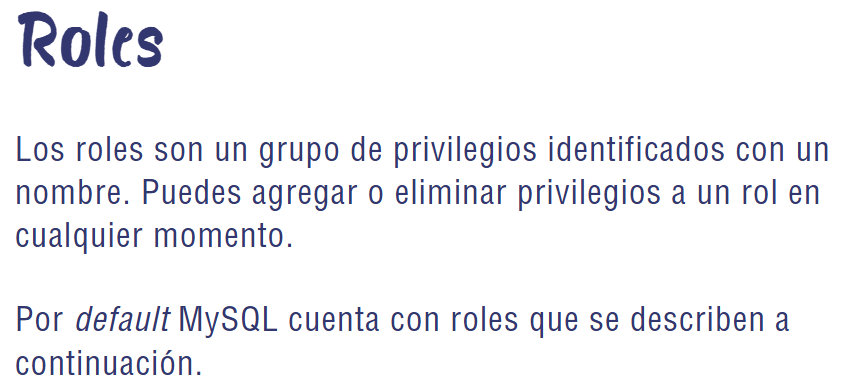 Roles
Los roles son un grupo de privilegios identificados con un
nombre. Puedes agregar o eliminar privilegios a un rol en
cualquier momento.
Por default MySQL cuenta con roles que se describen a
continuación.